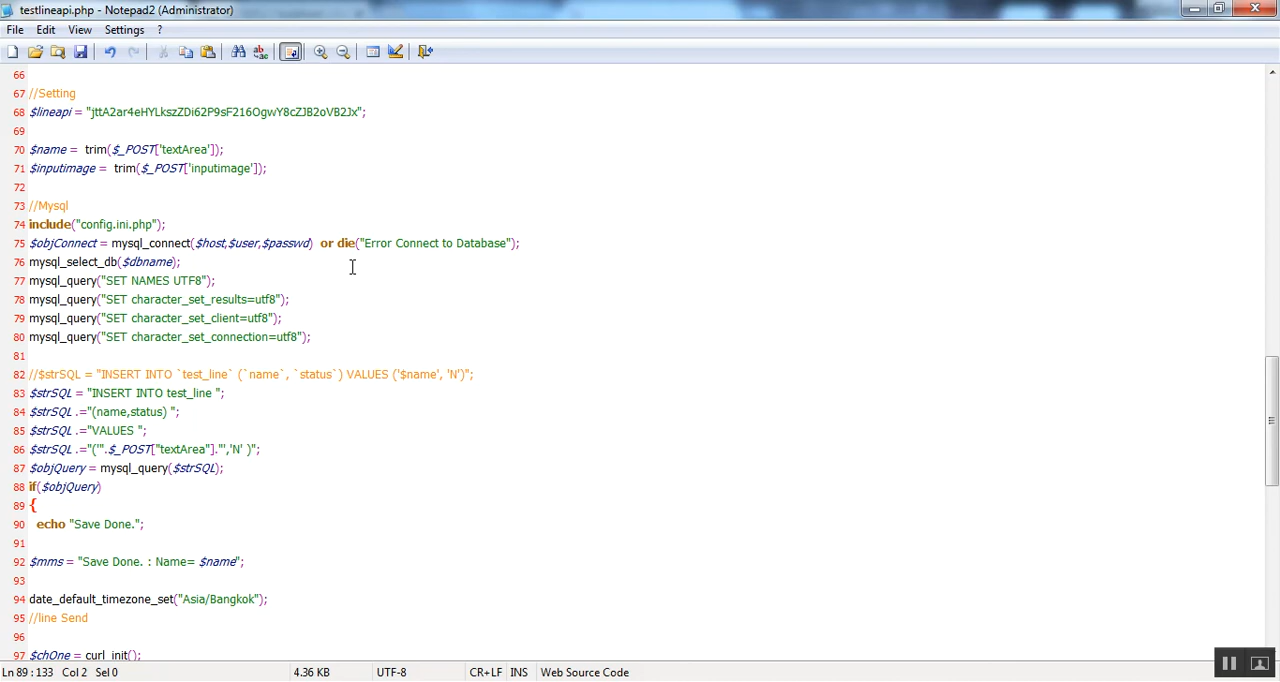 testlineapi.php - Notepad2 (Administrator)
File Edit View Settings ?
66
67 //Setting
68 $lineapi = "jttA2ar4eHYLkszZDi62P9sF216OgwY8cZJB2oVB2Jx";
69
70 $name =  trim($_POST['textArea']);
71 $inputimage =  trim($_POST['inputimage']);
72
73 //Mysql
74 include("config.ini.php");
75 $objConnect = mysql_connect($host,$user,$passwd)  or die("Error Connect to Database");
76 mysql_select_db($dbname);
77 mysql_query("SET NAMES UTF8");
78 mysql_query("SET character_set_results=utf8");
79 mysql_query("SET character_set_client=utf8");
80 mysql_query("SET character_set_connection=utf8");
81
82 //$strSQL = "INSERT INTO `test_line` (`name`, `status`) VALUES ('$name', 'N')";
83 $strSQL = "INSERT INTO test_line ";
84 $strSQL .="(name,status) ";
85 $strSQL .="VALUES ";
86 $strSQL .="('".$_POST["textArea"]."','N' )";
87 $objQuery = mysql_query($strSQL);
88 if($objQuery)
89 {
90  echo "Save Done.";
91
92 $mms = "Save Done. : Name= $name";
93
94 date_default_timezone_set("Asia/Bangkok");
95 //line Send
96
97 $chOne = curl_init();
Ln 89 : 133 Col 2 Sel 0 4.36 KB UTF-8 CR+LF INS Web Source Code